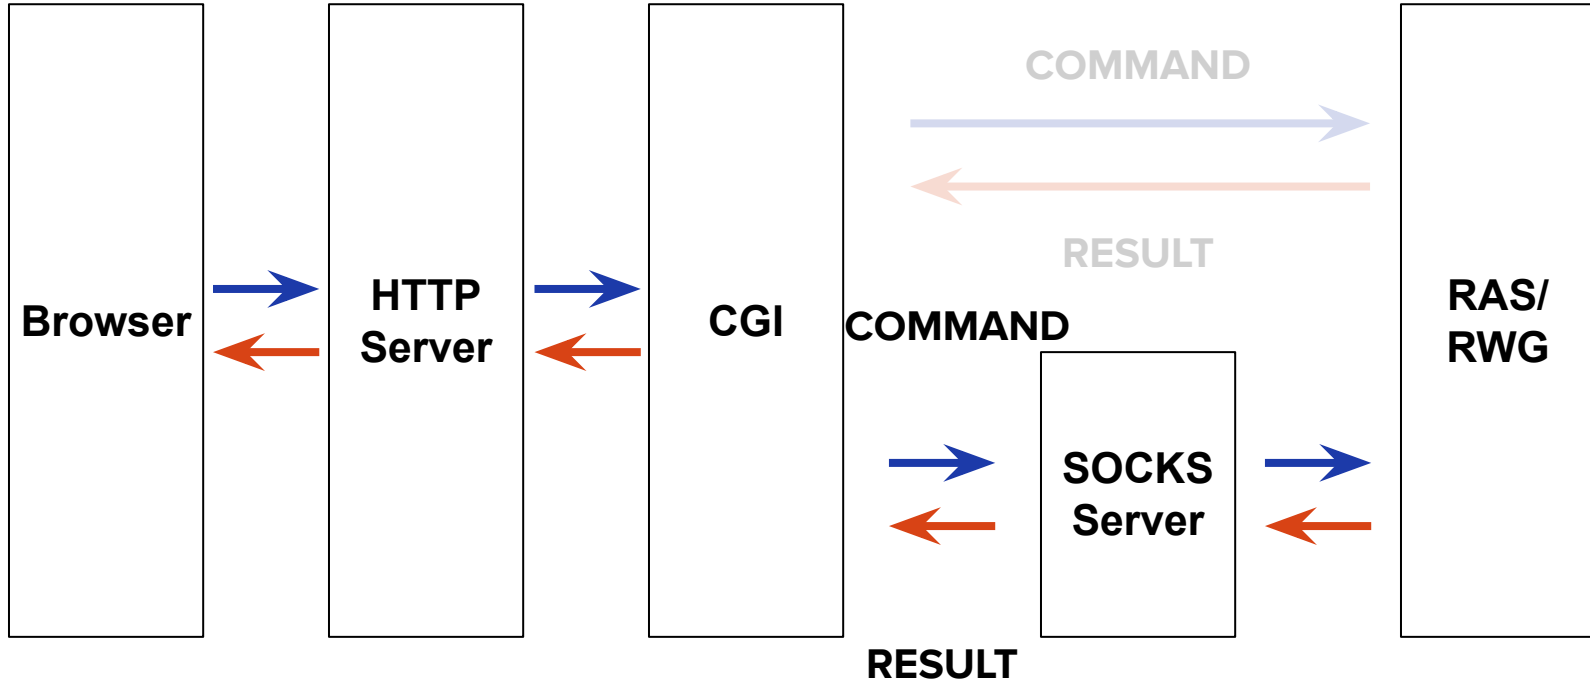 COMMAND
RESULT
Browser
HTTP
Server
CGI
COMMAND
RAS/
RWG
SOCKS
Server
RESULT